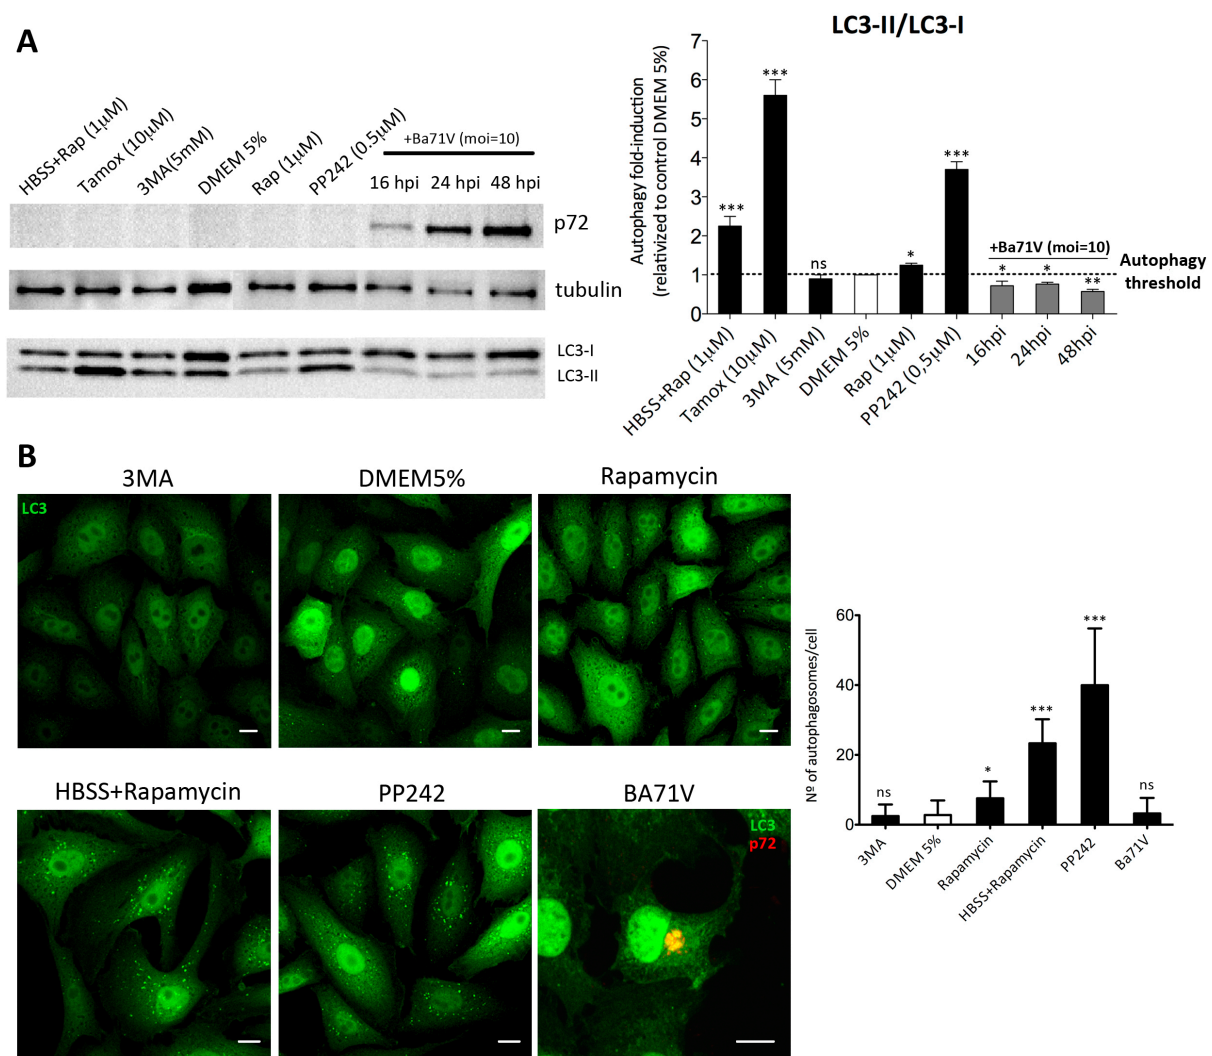 A
HBSS+Rap (1μM)
Tamox (10μM)
3MA(5mM)
DMEM 5%
Rap (1μM)
PP242 (0.5μM)
+Ba71V (moi=10)
16 hpi
24 hpi
48 hpi
p72
tubulin
LC3-I
LC3-II
LC3-II/LC3-I
Autophagy fold-induction
(relativized to control DMEM 5%)
7
6
5
4
3
2
1
0
***
***
ns
*
***
+Ba71V (moi=10)
*
*
**
Autophagy
threshold
HBSS+Rap (1μM)
Tamox (10μM)
3MA (5mM)
DMEM 5%
Rap (1μM)
PP242 (0,5μM)
16hpi
24hpi
48hpi
B
3MA
DMEM5%
Rapamycin
LC3
HBSS+Rapamycin
PP242
BA71V
LC3
p72
Nº of autophagosomes/cell
60
40
20
0
ns
*
***
***
ns
3MA
DMEM 5%
Rapamycin
HBSS+Rapamycin
PP242
Ba71V